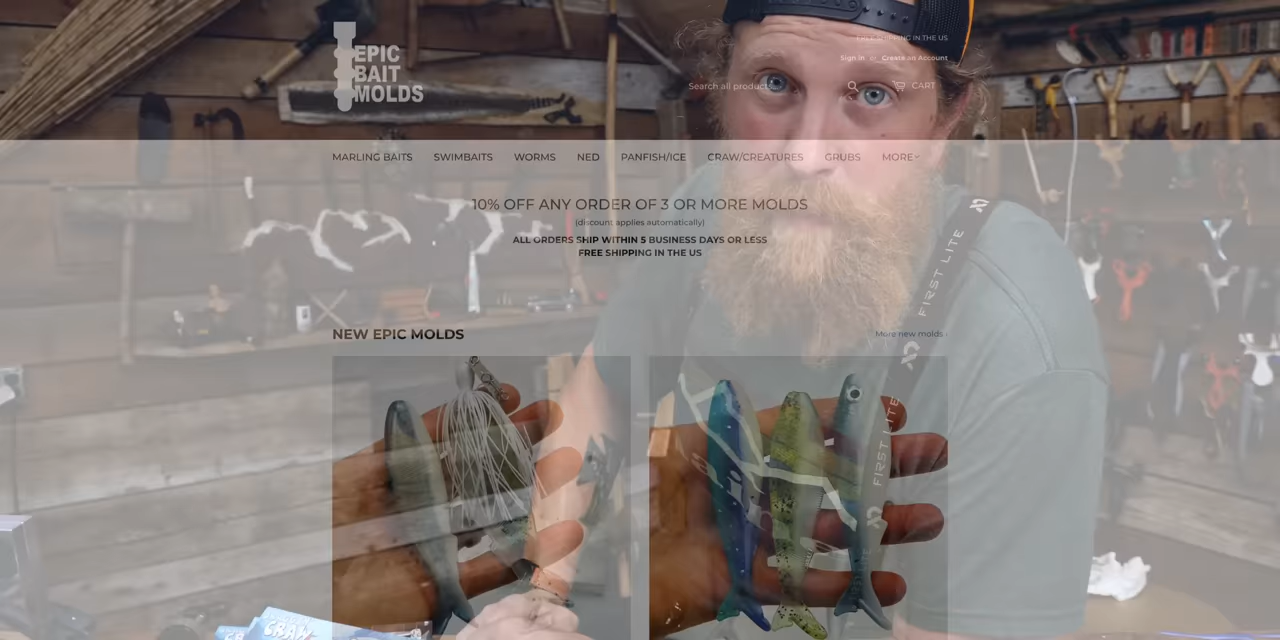 FREE SHIPPING IN THE US
EPIC
BAIT
MOLDS
Sign in or Create an Account
Search all products
CART
MARLING BAITS SWIMBAITS WORMS NED PANFISH/ICE CRAW/CREATURES GRUBS MORE
10% OFF ANY ORDER OF 3 OR MORE MOLDS
(discount applies automatically)
ALL ORDERS SHIP WITHIN 5 BUSINESS DAYS OR LESS
FREE SHIPPING IN THE US
NEW EPIC MOLDS
More new molds ›
FIRST LITE
FIRST LITE
CRAW